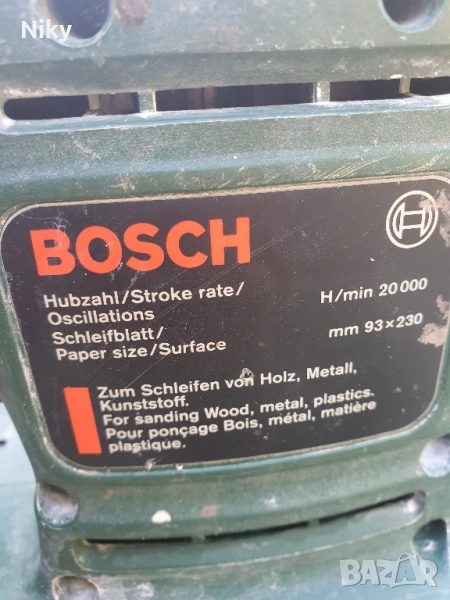 Niky
BOSCH
Hubzahl/Stroke rate/
Oscillations
H/min 20 000
Schleifblatt/
Paper size/Surface
mm 93×230
Zum Schleifen von Holz, Metall,
Kunststoff.
For sanding Wood, metal, plastics.
Pour ponçage Bois, métal, matière
plastique.
BAZAR